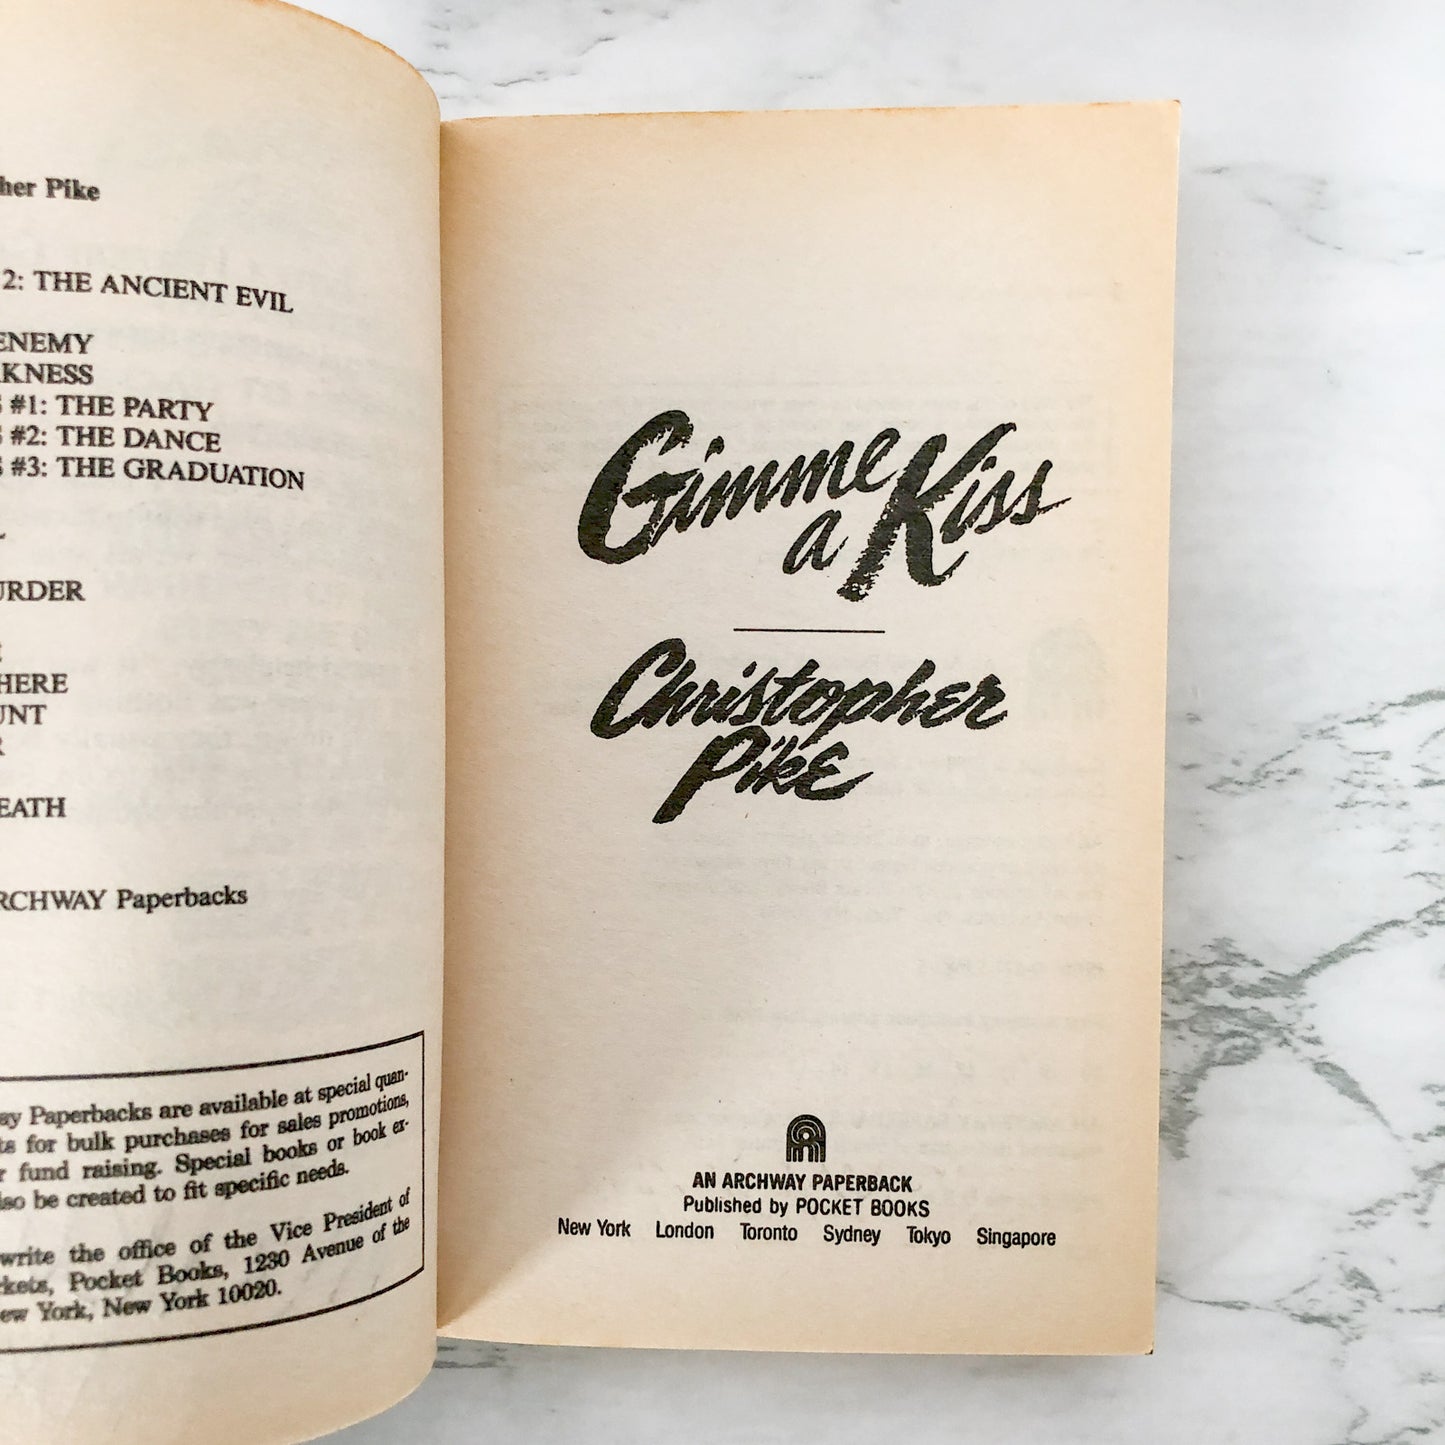 her Pike
2: THE ANCIENT EVIL
ENEMY
KNESS
#1: THE PARTY
#2: THE DANCE
#3: THE GRADUATION
URDER
HERE
UNT
R
EATH
RCHWAY Paperbacks
ay Paperbacks are available at special quan-
ts for bulk purchases for sales promotions,
r fund raising. Special books or book ex-
lso be created to fit specific needs.
write the office of the Vice President of
rkets, Pocket Books, 1230 Avenue of the
ew York, New York 10020.
Gimme
a Kiss
Christopher
Pike
AN ARCHWAY PAPERBACK
Published by POCKET BOOKS
New York London Toronto Sydney Tokyo Singapore